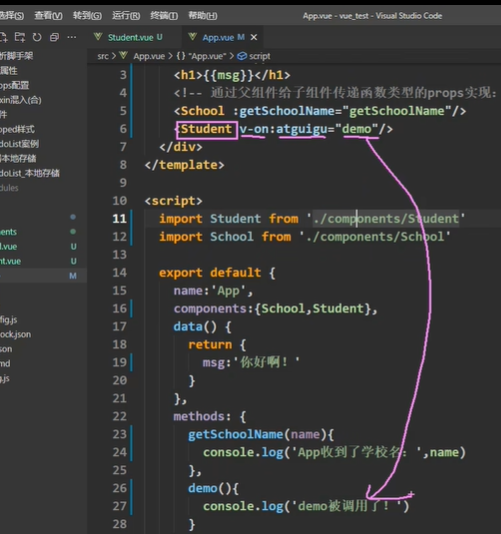 查看(V) 转到(G) 运行(R) 终端(T) 帮助(H) App.vue - vue_test - Visual Studio Code
Student.vue U App.vue M ×
src > App.vue > {} "App.vue" > script
3 <h1>{{msg}}</h1>
4 <!-- 通过父组件给子组件传递函数类型的props实现：
5 <School :getSchoolName="getSchoolName"/>
6 <Student v-on:atguigu="demo"/>
7 </div>
8 </template>
9
10 <script>
11 import Student from './components/Student'
12 import School from './components/School'
13
14 export default {
15 name:'App',
16 components:{School,Student},
17 data() {
18 return {
19 msg:'你好啊！'
20 }
21 },
22 methods: {
23 getSchoolName(name){
24 console.log('App收到了学校名：',name)
25 },
26 demo(){
27 console.log('demo被调用了！')
28 }
析脚手架
属性
ops配置
xin混入(合)
件
oped样式
doList案例
本地存储
doList_本地存储
dules
ents
l.vue U
nt.vue U
M
fig.js
ock.json
son
md
g.js